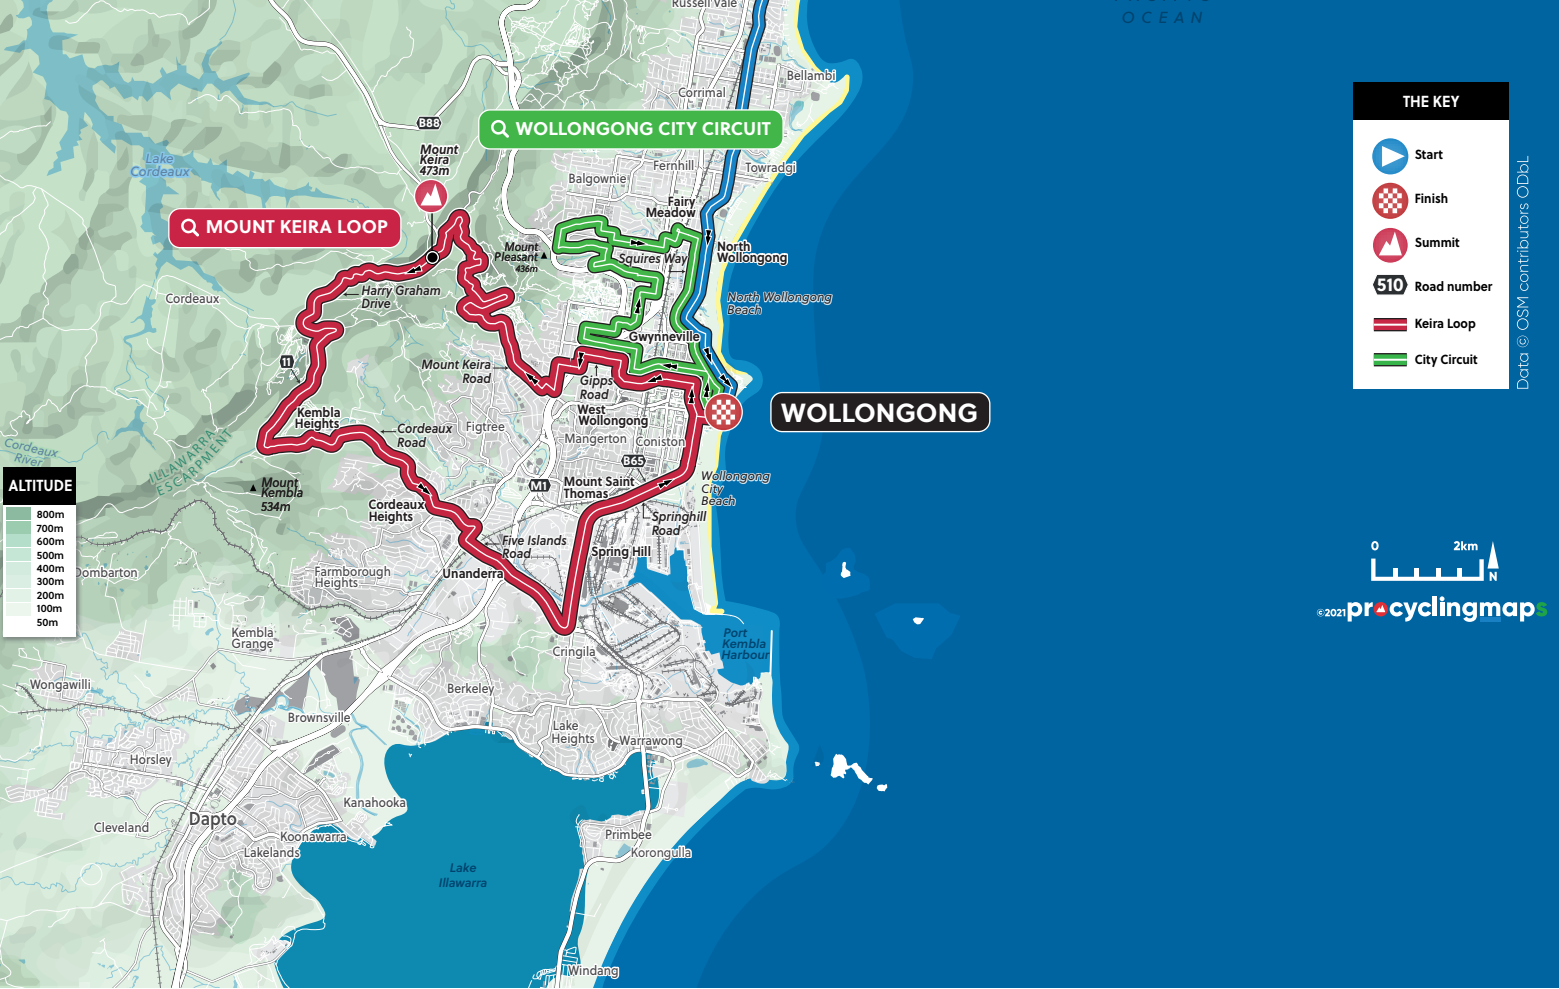 Russell Vale
OCEAN
Bellambi
Corrimal
THE KEY
B88
WOLLONGONG CITY CIRCUIT
Mount
Keira
473m
Lake
Cordeaux
Fernhill
Towradgi
Balgownie
Start
Finish
Summit
510 Road number
Keira Loop
City Circuit
Data © OSM contributors ODbL
Fairy
Meadow
MOUNT KEIRA LOOP
Mount
Pleasant
436m
Squires Way
North
Wollongong
Cordeaux
Harry Graham
Drive
North Wollongong
Beach
Gwynneville
11
Mount Keira
Road
Gipps
Road
Kembla
Heights
Cordeaux
Road
Figtree
West
Wollongong
Mangerton
Coniston
WOLLONGONG
Cordeaux
River
ILLAWARRA
ESCARPMENT
B65
M1
Mount
Kembla
534m
Mount Saint
Thomas
Wollongong
City
Beach
ALTITUDE
800m
700m
600m
500m
400m
300m
200m
100m
50m
Cordeaux
Heights
Springhill
Road
Five Islands
Road
Spring Hill
0 2km
N
Dombarton
Farmborough
Heights
Unanderra
©2021 procyclingmaps
Kembla
Grange
Port
Kembla
Harbour
Cringila
Wongawilli
Berkeley
Brownsville
Lake
Heights
Warrawong
Horsley
Kanahooka
Dapto
Cleveland
Koonawarra
Lakelands
Primbee
Korongulla
Lake
Illawarra
Windang